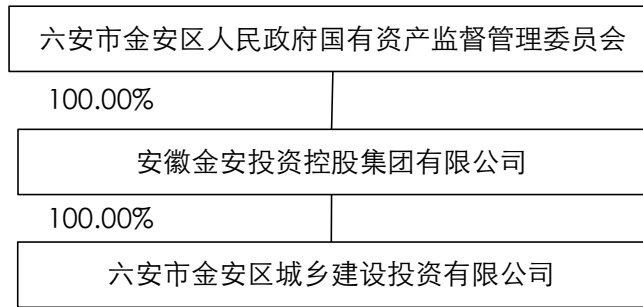 六安市金安区人民政府国有资产监督管理委员会
100.00%
安徽金安投资控股集团有限公司
100.00%
六安市金安区城乡建设投资有限公司